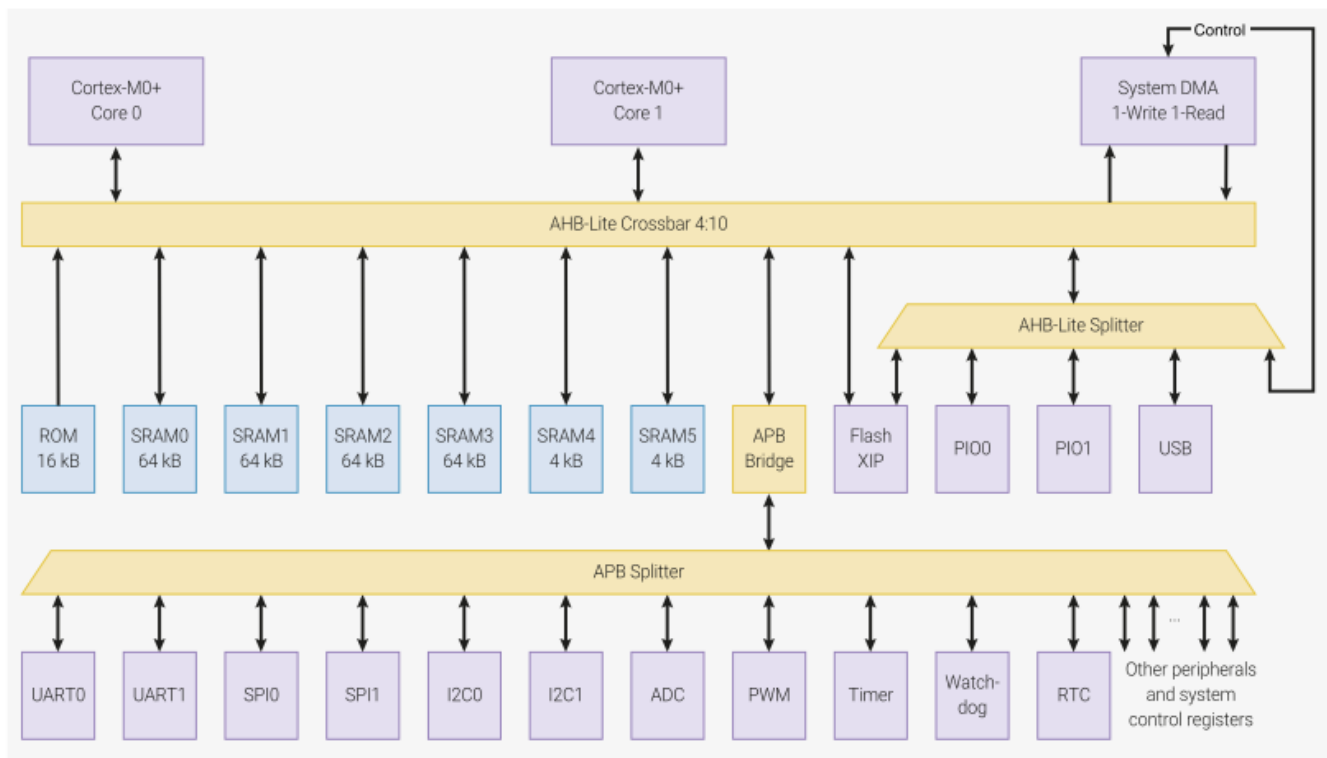 Control
Cortex-M0+
Core 0
Cortex-M0+
Core 1
System DMA
1-Write 1-Read
AHB-Lite Crossbar 4:10
AHB-Lite Splitter
ROM
16 kB
SRAM0
64 kB
SRAM1
64 kB
SRAM2
64 kB
SRAM3
64 kB
SRAM4
4 kB
SRAM5
4 kB
APB
Bridge
Flash
XIP
PIO0
PIO1
USB
APB Splitter
...
UART0
UART1
SPI0
SPI1
I2C0
I2C1
ADC
PWM
Timer
Watch-
dog
RTC
Other peripherals
and system
control registers